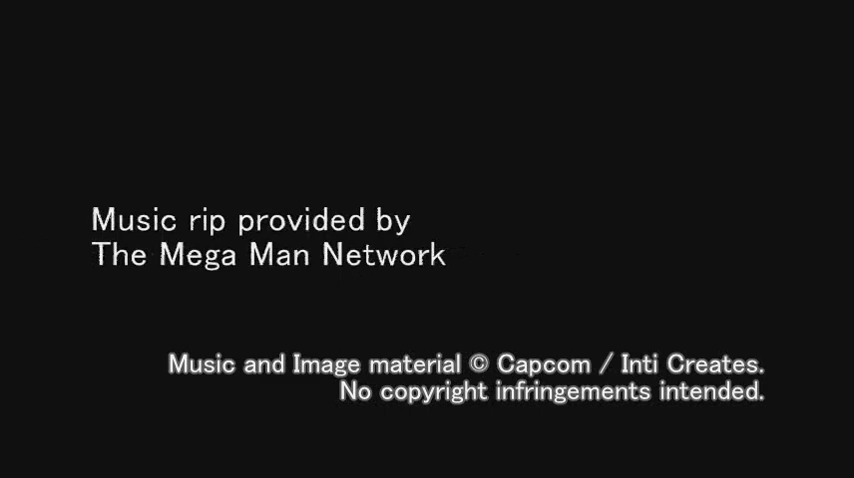 Music rip provided by
The Mega Man Network
Music and Image material © Capcom / Inti Creates.
No copyright infringements intended.